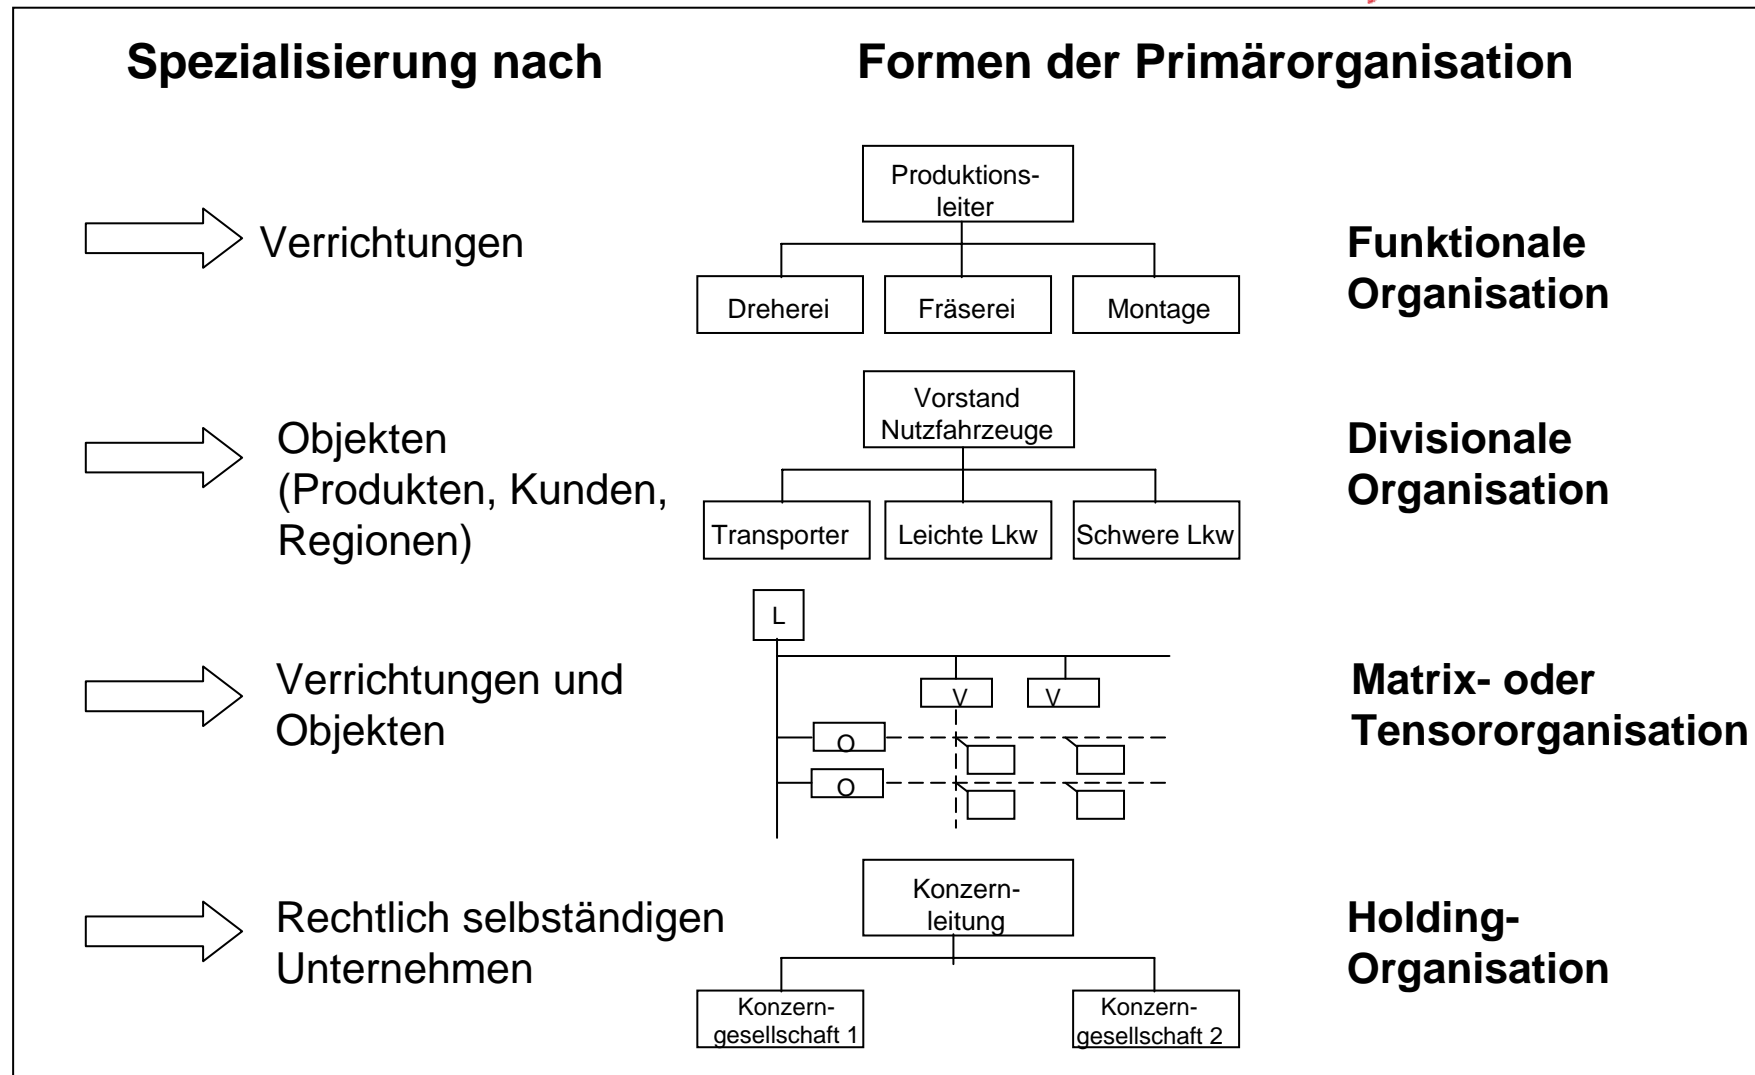 Spezialisierung nach
Formen der Primärorganisation
Verrichtungen
Produktions-
leiter
Dreherei
Fräserei
Montage
Funktionale
Organisation
Objekten
(Produkten, Kunden,
Regionen)
Vorstand
Nutzfahrzeuge
Transporter
Leichte Lkw
Schwere Lkw
Divisionale
Organisation
Verrichtungen und
Objekten
L
V
V
O
O
Matrix- oder
Tensororganisation
Rechtlich selbständigen
Unternehmen
Konzern-
leitung
Konzern-
gesellschaft 1
Konzern-
gesellschaft 2
Holding-
Organisation